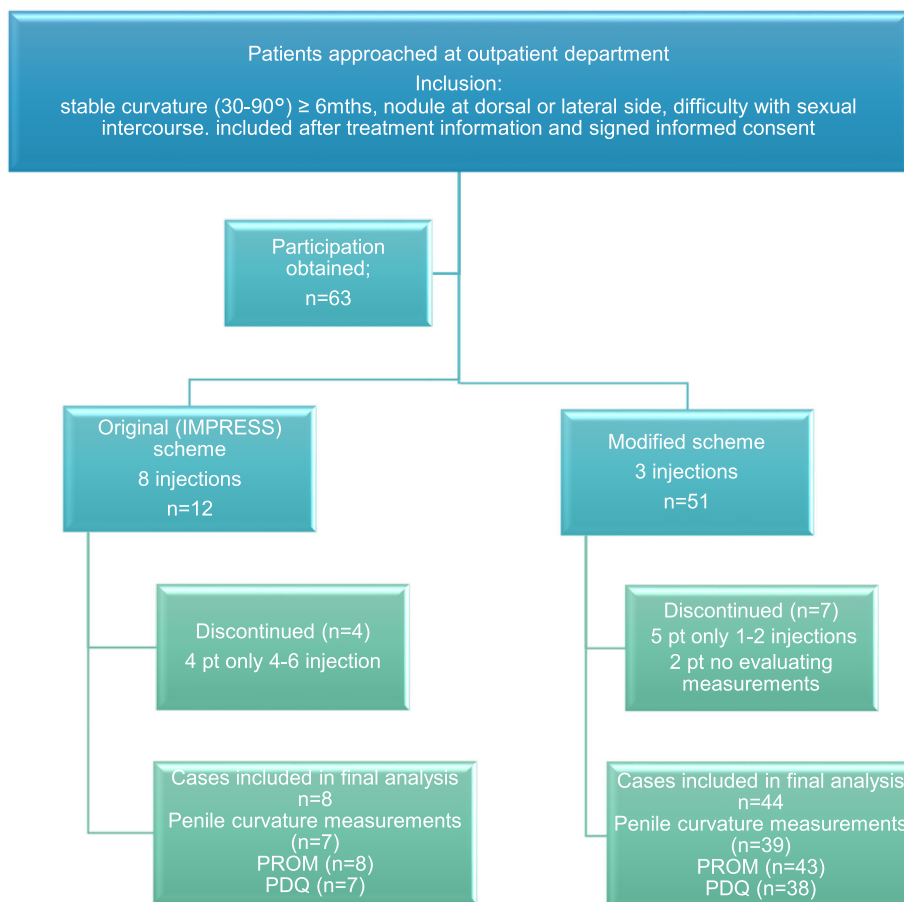 Patients approached at outpatient department
Inclusion:
stable curvature (30-90°) ≥ 6mths, nodule at dorsal or lateral side, difficulty with sexual
intercourse. included after treatment information and signed informed consent
Participation
obtained;
n=63
Original (IMPRESS)
scheme
8 injections
n=12
Modified scheme
3 injections
n=51
Discontinued (n=4)
4 pt only 4-6 injection
Discontinued (n=7)
5 pt only 1-2 injections
2 pt no evaluating
measurements
Cases included in final analysis
n=8
Penile curvature measurements
(n=7)
PROM (n=8)
PDQ (n=7)
Cases included in final analysis
n=44
Penile curvature measurements
(n=39)
PROM (n=43)
PDQ (n=38)